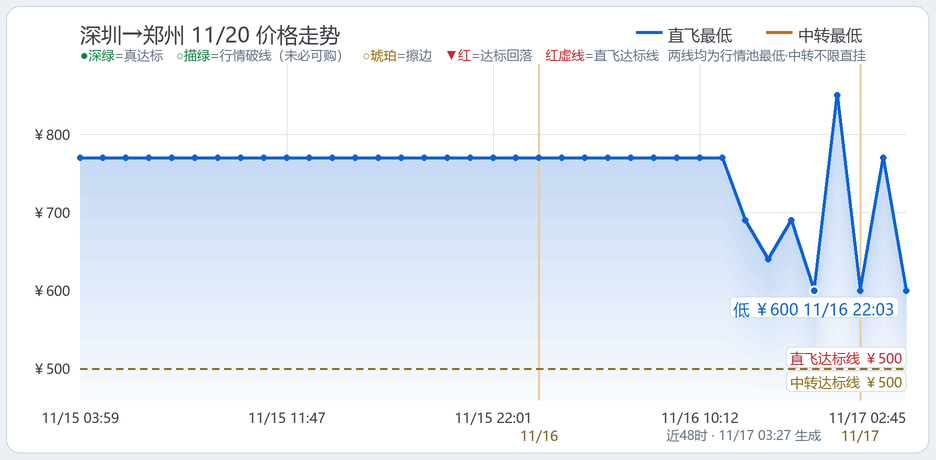 深圳→郑州 11/20 价格走势
直飞最低 中转最低
●深绿=真达标 ○描绿=行情破线（未必可购） ○琥珀=擦边 ▼红=达标回落 红虚线=直飞达标线 两线均为行情池最低·中转不限直挂
￥800
￥700
￥600
低 ￥600 11/16 22:03
直飞达标线 ￥500
￥500
中转达标线 ￥500
11/15 03:59 11/15 11:47 11/15 22:01 11/16 10:12 11/17 02:45
11/16 近48时 · 11/17 03:27 生成 11/17